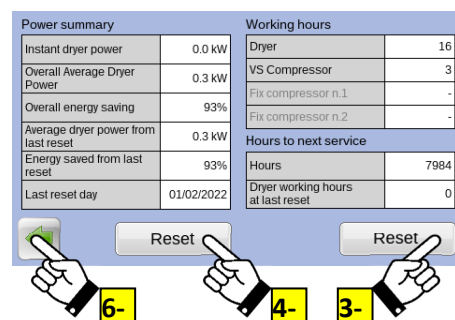 Power summary
Instant dryer power 0.0 kW
Overall Average Dryer
Power 0.3 kW
Overall energy saving 93%
Average dryer power from
last reset 0.3 kW
Energy saved from last
reset 93%
Last reset day 01/02/2022
Working hours
Dryer 16
VS Compressor 3
Fix compressor n.1 -
Fix compressor n.2 -
Hours to next service
Hours 7984
Dryer working hours
at last reset 0
Reset
Reset
6-
4-
3-